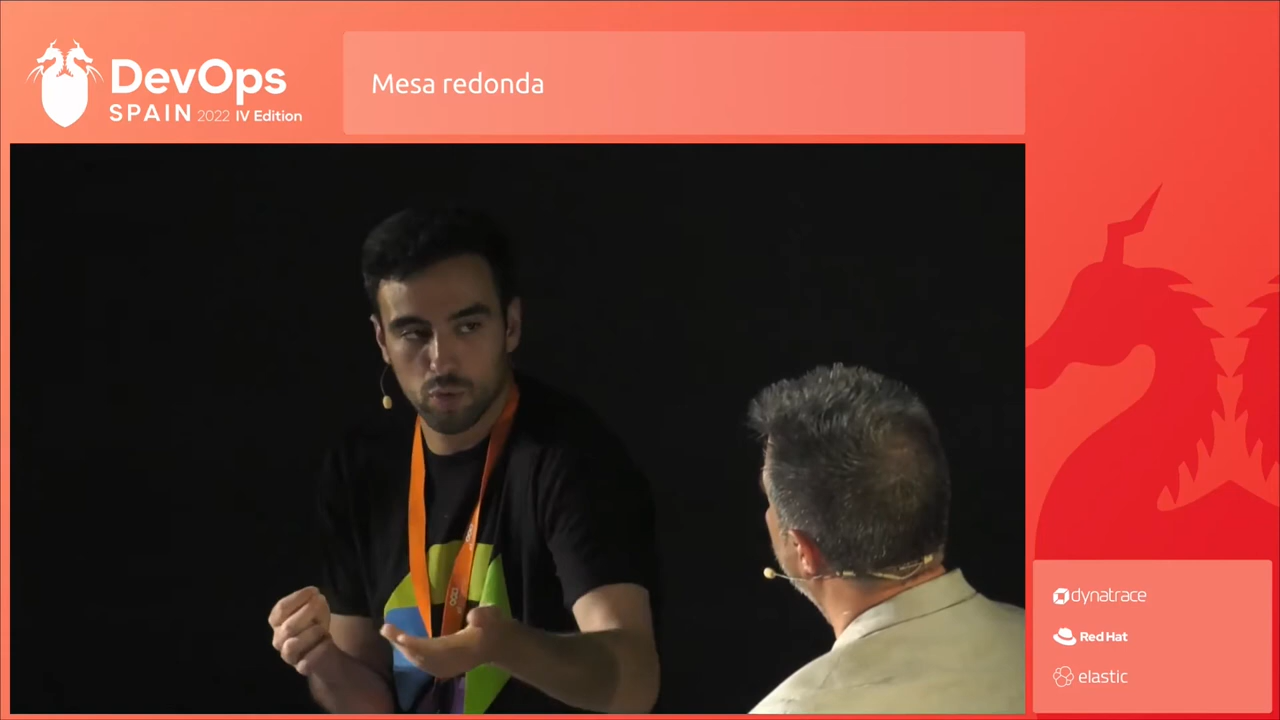 DevOps
SPAIN 2022 IV Edition
Mesa redonda
dynatrace
Red Hat
elastic